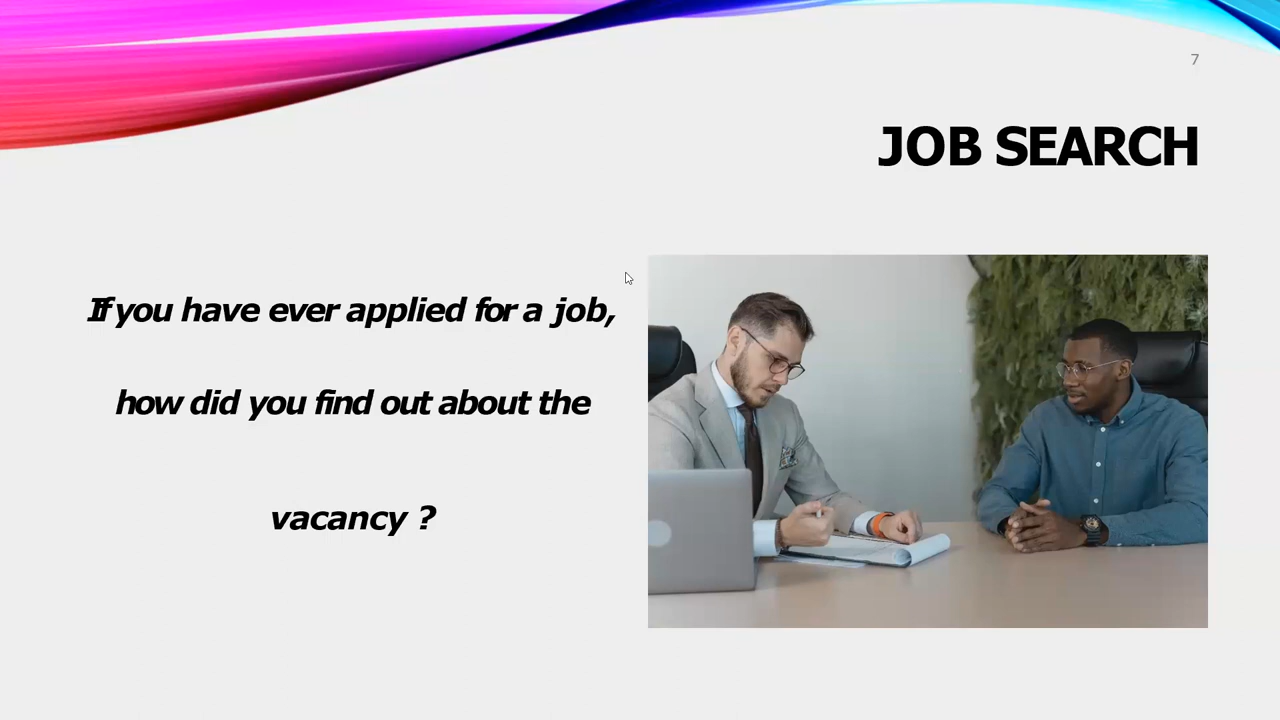 7
JOB SEARCH
If you have ever applied for a job,
how did you find out about the
vacancy ?